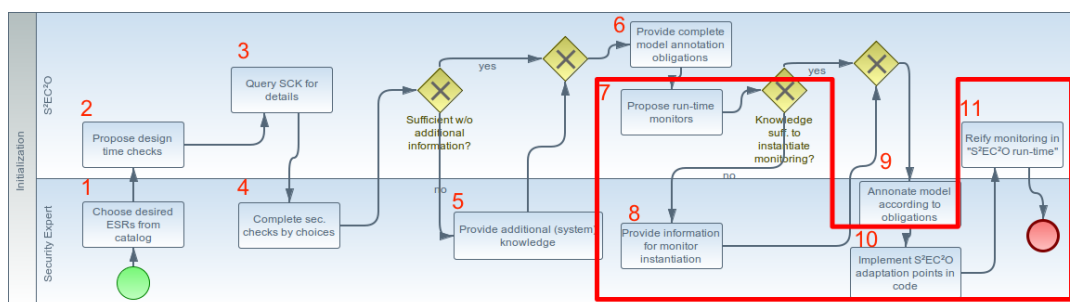 Initialization
S²EC²O
Security Expert
1
Choose desired
ESRs from
catalog
2
Propose design
time checks
3
Query SCK for
details
4
Complete sec.
checks by choices
Sufficient w/o
additional
information?
yes
no
5
Provide additional (system)
knowledge
6
Provide complete
model annotation
obligations
7
Propose run-time
monitors
Knowledge
suff. to
instantiate
monitoring?
yes
no
8
Provide information
for monitor
instantiation
9
Annonate model
according to
obligations
10
Implement S²EC²O
adaptation points in
code
11
Reify monitoring in
"S²EC²O run-time"